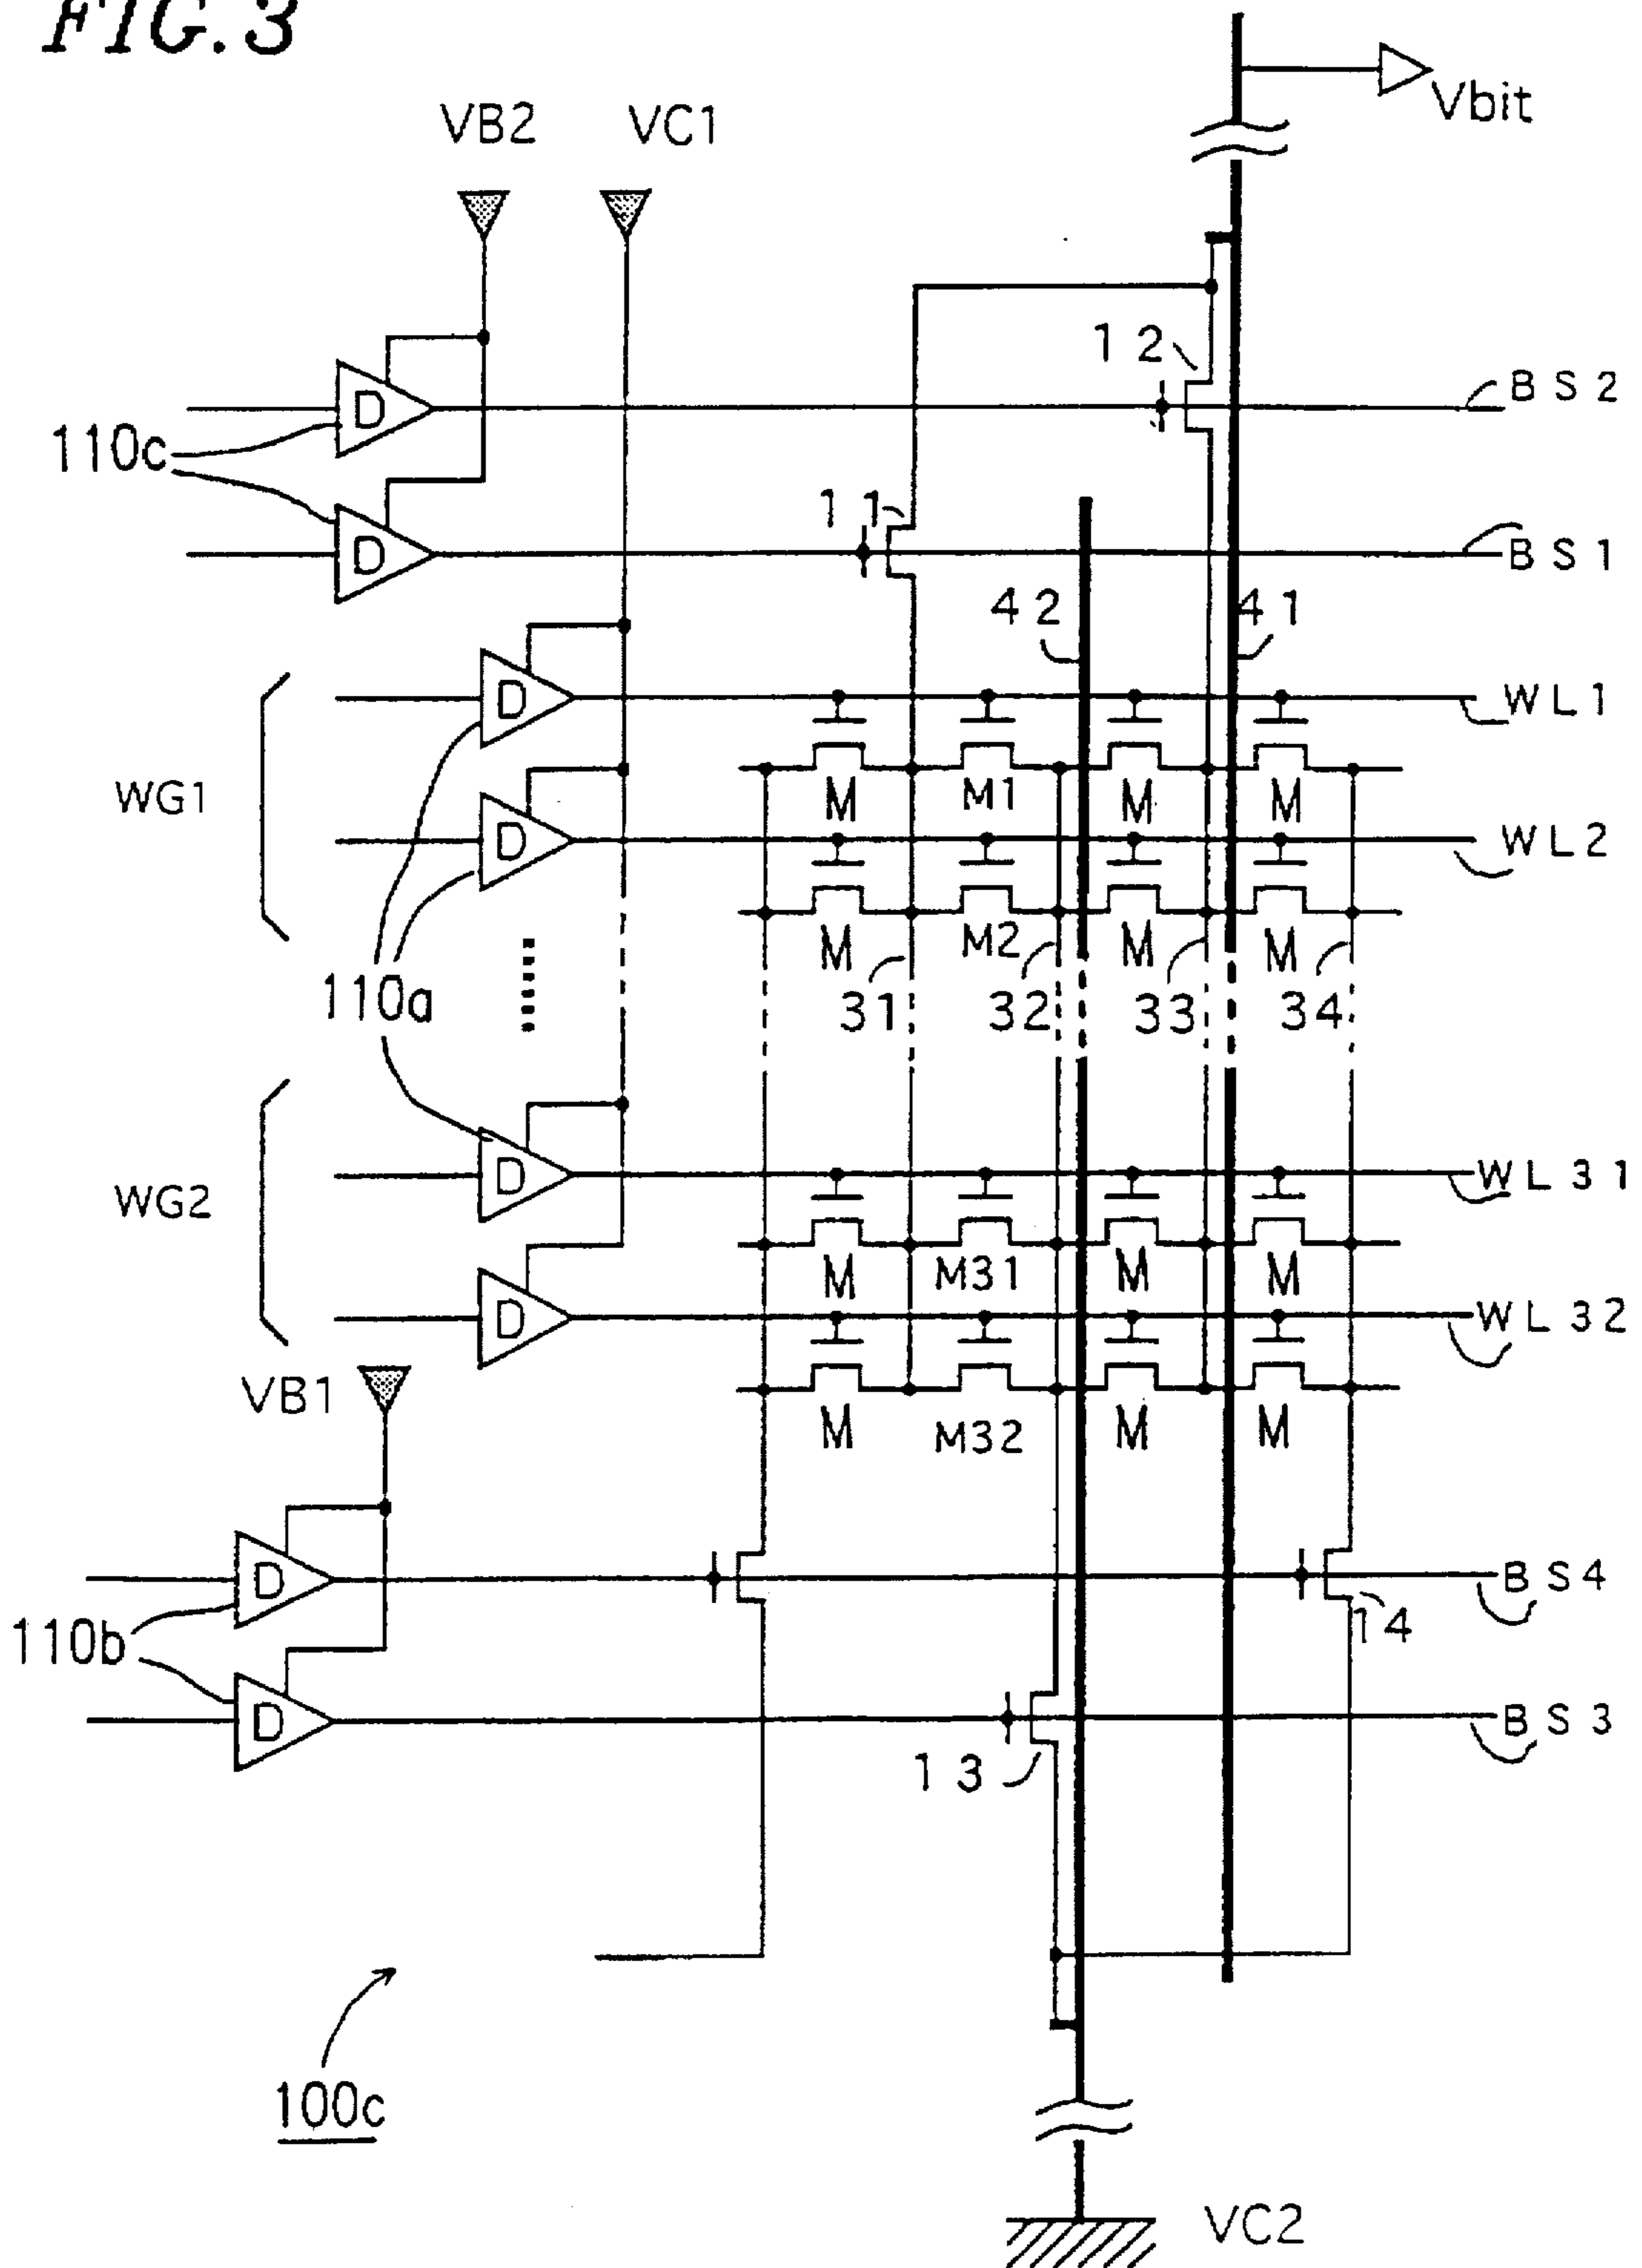 FIG. 3
Vbit
VB2 VC1
12
BS2
D
110c
11
D
BS1
42 41
D
WL1
WG1
M M1 M M
D
WL2
M M2 M M
110a
31 32 33 34
WG2
D
WL31
M M31 M M
D
WL32
VB1
M M32 M M
D
BS4
14
110b
D
BS3
13
100c
VC2